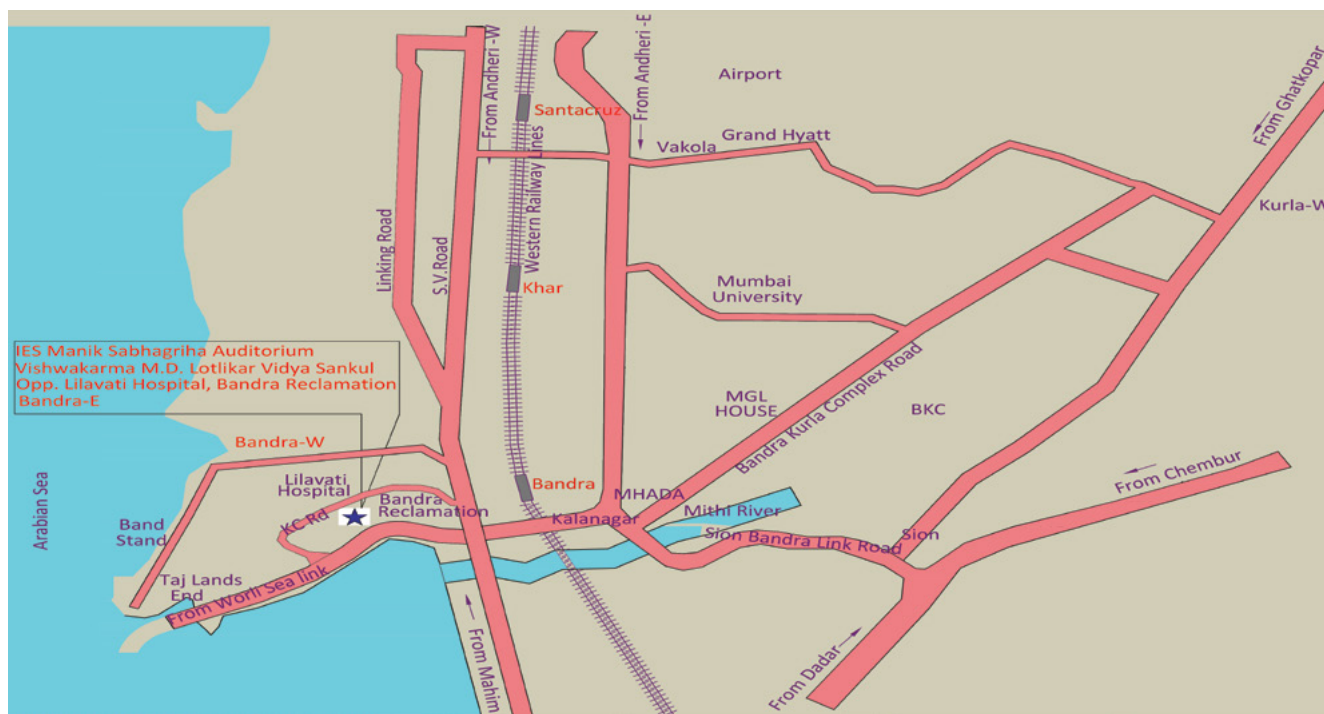 Airport
From Andheri -W
From Andheri -E
From Ghatkopar
Santacruz
Grand Hyatt
Vakola
Western Railway Lines
Kurla-W
Linking Road
S.V.Road
Khar
Mumbai
University
IES Manik Sabhagriha Auditorium
Vishwakarma M.D. Lotlikar Vidya Sankul
Opp. Lilavati Hospital, Bandra Reclamation
Bandra-E
MGL
HOUSE
Bandra Kurla Complex Road
BKC
Bandra-W
Lilavati
Hospital
Bandra
Reclamation
KC Rd
Bandra
MHADA
Kalanagar
Mithi River
From Chembur
Arabian Sea
Band
Stand
Sion Bandra Link Road
Sion
Taj Lands
End
From Worli Sea link
From Mahim
From Dadar